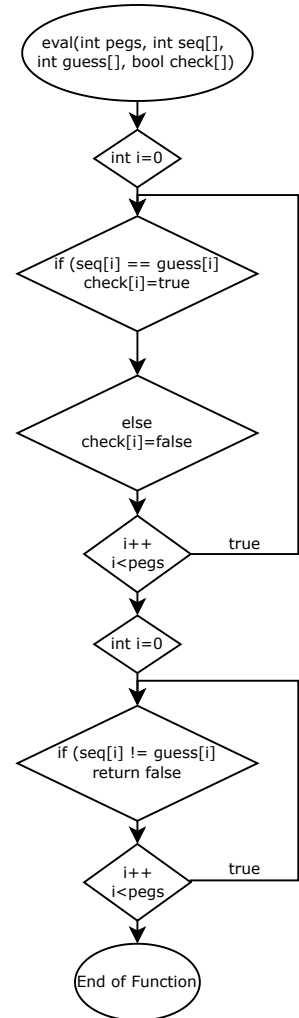 eval(int pegs, int seq[],
int guess[], bool check[])
int i=0
if (seq[i] == guess[i]
check[i]=true
else
check[i]=false
i++
i<pegs
true
int i=0
if (seq[i] != guess[i]
return false
i++
i<pegs
true
End of Function